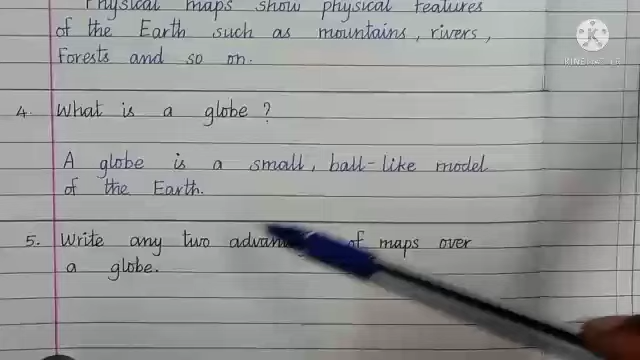 Physical maps show physical features
of the Earth such as mountains, rivers,
Forests and so on.
4. What is a globe?
A globe is a small, ball-like model
of the Earth.
5. Write any two of maps over
a globe.
K